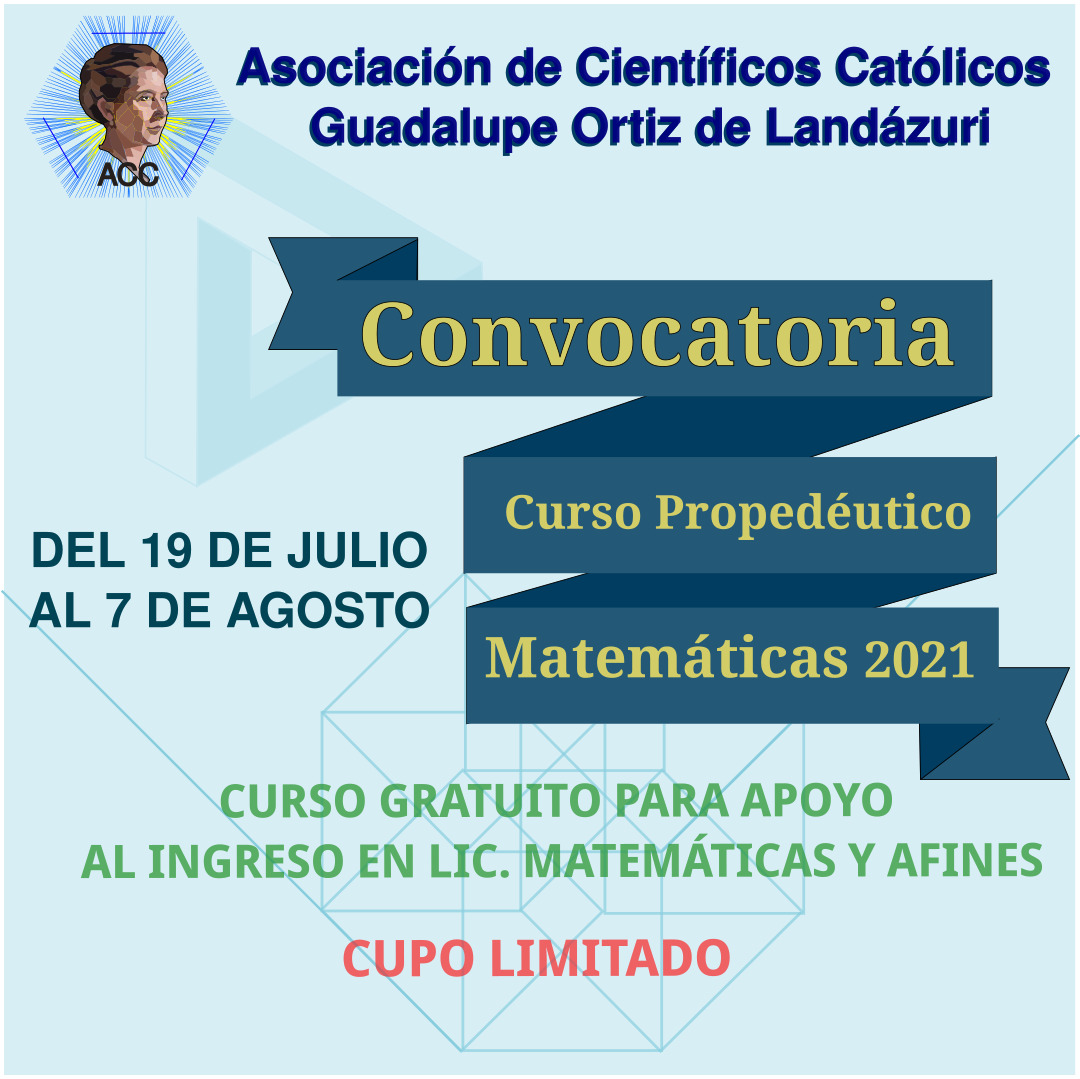 Asociación de Científicos Católicos
Guadalupe Ortiz de Landázuri
ACC
Convocatoria
Curso Propedéutico
DEL 19 DE JULIO
AL 7 DE AGOSTO
Matemáticas 2021
CURSO GRATUITO PARA APOYO
AL INGRESO EN LIC. MATEMÁTICAS Y AFINES
CUPO LIMITADO